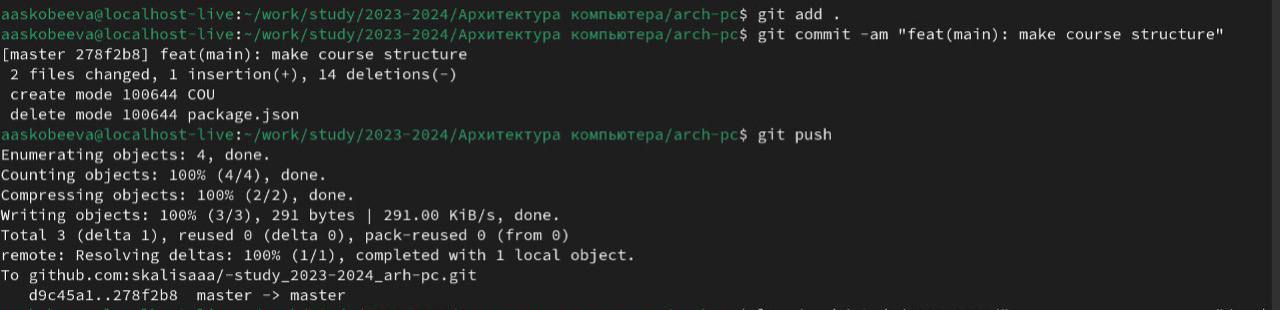 aaskobeeva@localhost-live:~/work/study/2023-2024/Архитектура компьютера/arch-pc$ git add .
aaskobeeva@localhost-live:~/work/study/2023-2024/Архитектура компьютера/arch-pc$ git commit -am "feat(main): make course structure"
[master 278f2b8] feat(main): make course structure
2 files changed, 1 insertion(+), 14 deletions(-)
create mode 100644 COU
delete mode 100644 package.json
aaskobeeva@localhost-live:~/work/study/2023-2024/Архитектура компьютера/arch-pc$ git push
Enumerating objects: 4, done.
Counting objects: 100% (4/4), done.
Compressing objects: 100% (2/2), done.
Writing objects: 100% (3/3), 291 bytes | 291.00 KiB/s, done.
Total 3 (delta 1), reused 0 (delta 0), pack-reused 0 (from 0)
remote: Resolving deltas: 100% (1/1), completed with 1 local object.
To github.com:skalisaaa/-study_2023-2024_arh-pc.git
d9c45a1..278f2b8  master -> master